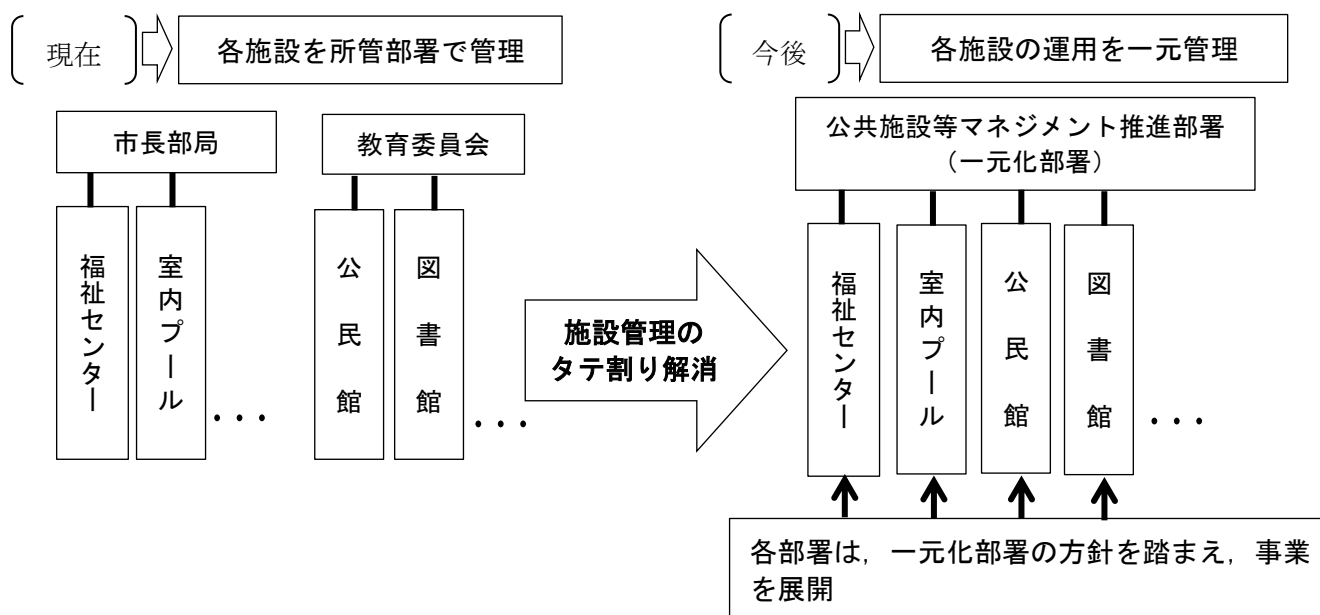 現在
各施設を所管部署で管理
市長部局
教育委員会
福祉センター
室内プール
・・・
公民館
図書館
・・・
施設管理の
タテ割り解消
今後
各施設の運用を一元管理
公共施設等マネジメント推進部署
（一元化部署）
福祉センター
室内プール
公民館
図書館
・・・
各部署は，一元化部署の方針を踏まえ，事業
を展開